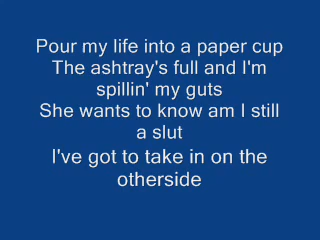 Pour my life into a paper cup
The ashtray's full and I'm
spillin' my guts
She wants to know am I still
a slut
I've got to take in on the
otherside